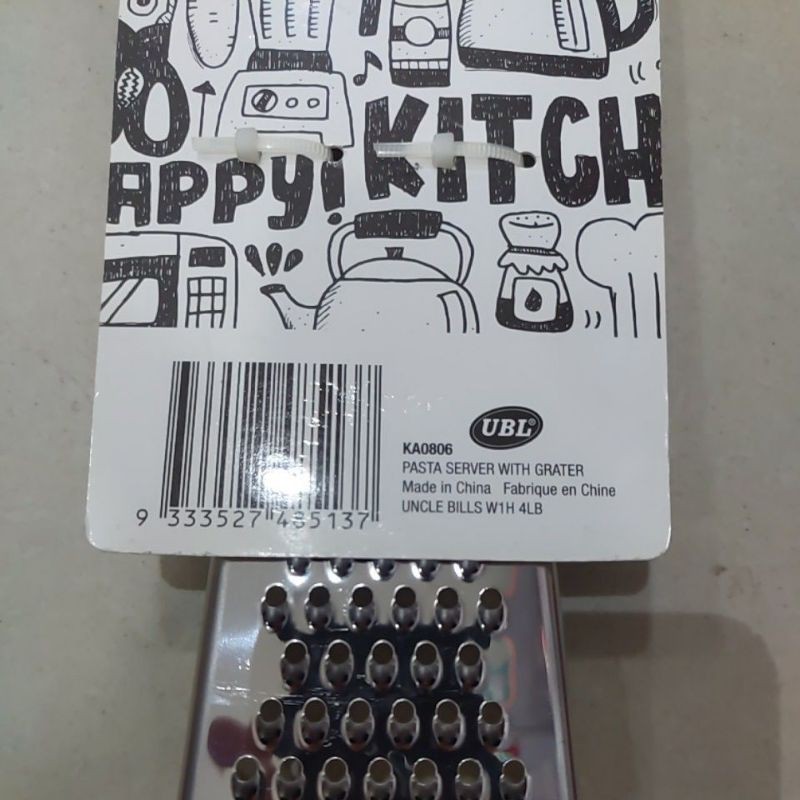 KITCH
APPY!
UBL®
KA0806
PASTA SERVER WITH GRATER
Made in China Fabrique en Chine
UNCLE BILLS W1H 4LB
9 333527 485137